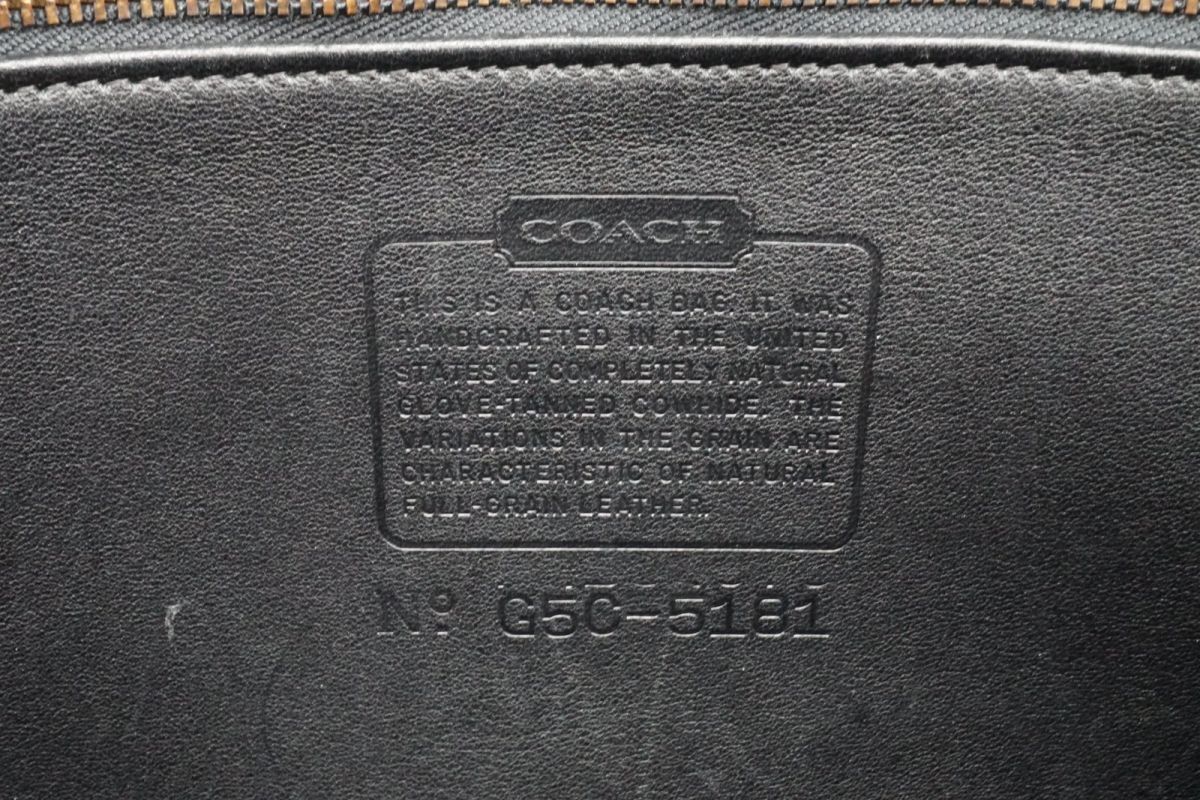 COACH
THIS IS A COACH BAG. IT WAS
HANDCRAFTED IN THE UNITED
STATES OF COMPLETELY NATURAL
GLOVE-TANNED COWHIDE. THE
VARIATIONS IN THE GRAIN ARE
CHARACTERISTIC OF NATURAL
FULL-GRAIN LEATHER.
Nº G5C-5181